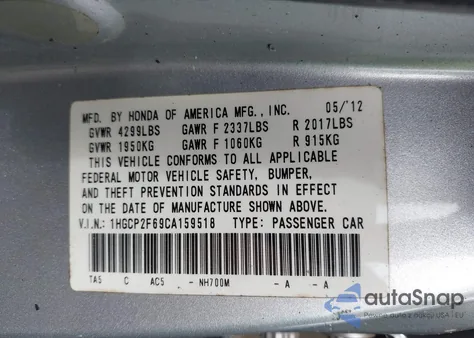 MFD. BY HONDA OF AMERICA MFG., INC. 05/'12
GVWR 4299LBS GAWR F 2337LBS R 2017LBS
GVWR 1950KG GAWR F 1060KG R 915KG
THIS VEHICLE CONFORMS TO ALL APPLICABLE
FEDERAL MOTOR VEHICLE SAFETY, BUMPER,
AND THEFT PREVENTION STANDARDS IN EFFECT
ON THE DATE OF MANUFACTURE SHOWN ABOVE.
V.I.N.: 1HGCP2F69CA159518 TYPE: PASSENGER CAR
TA5 C AC5 - NH700M - A - A
autoSnap